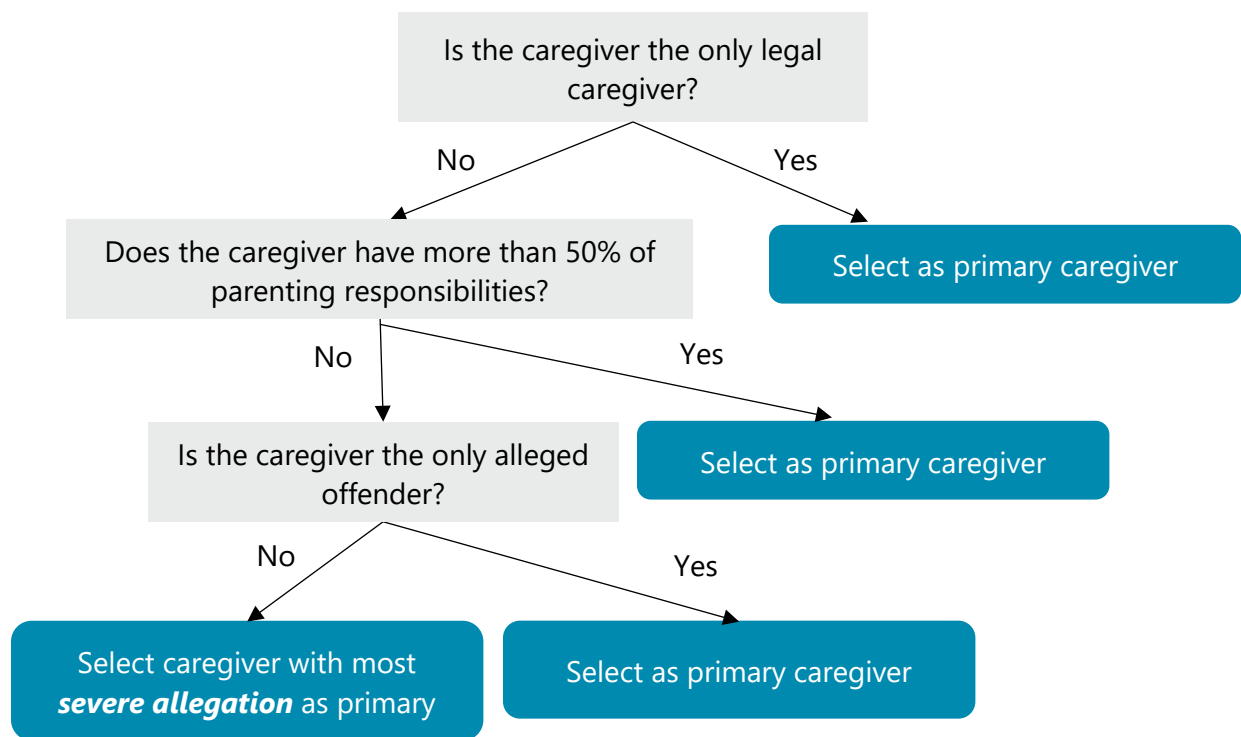 Is the caregiver the only legal
caregiver?
No
Yes
Does the caregiver have more than 50% of
parenting responsibilities?
Select as primary caregiver
No
Yes
Is the caregiver the only alleged
offender?
Select as primary caregiver
No
Yes
Select caregiver with most
severe allegation as primary
Select as primary caregiver